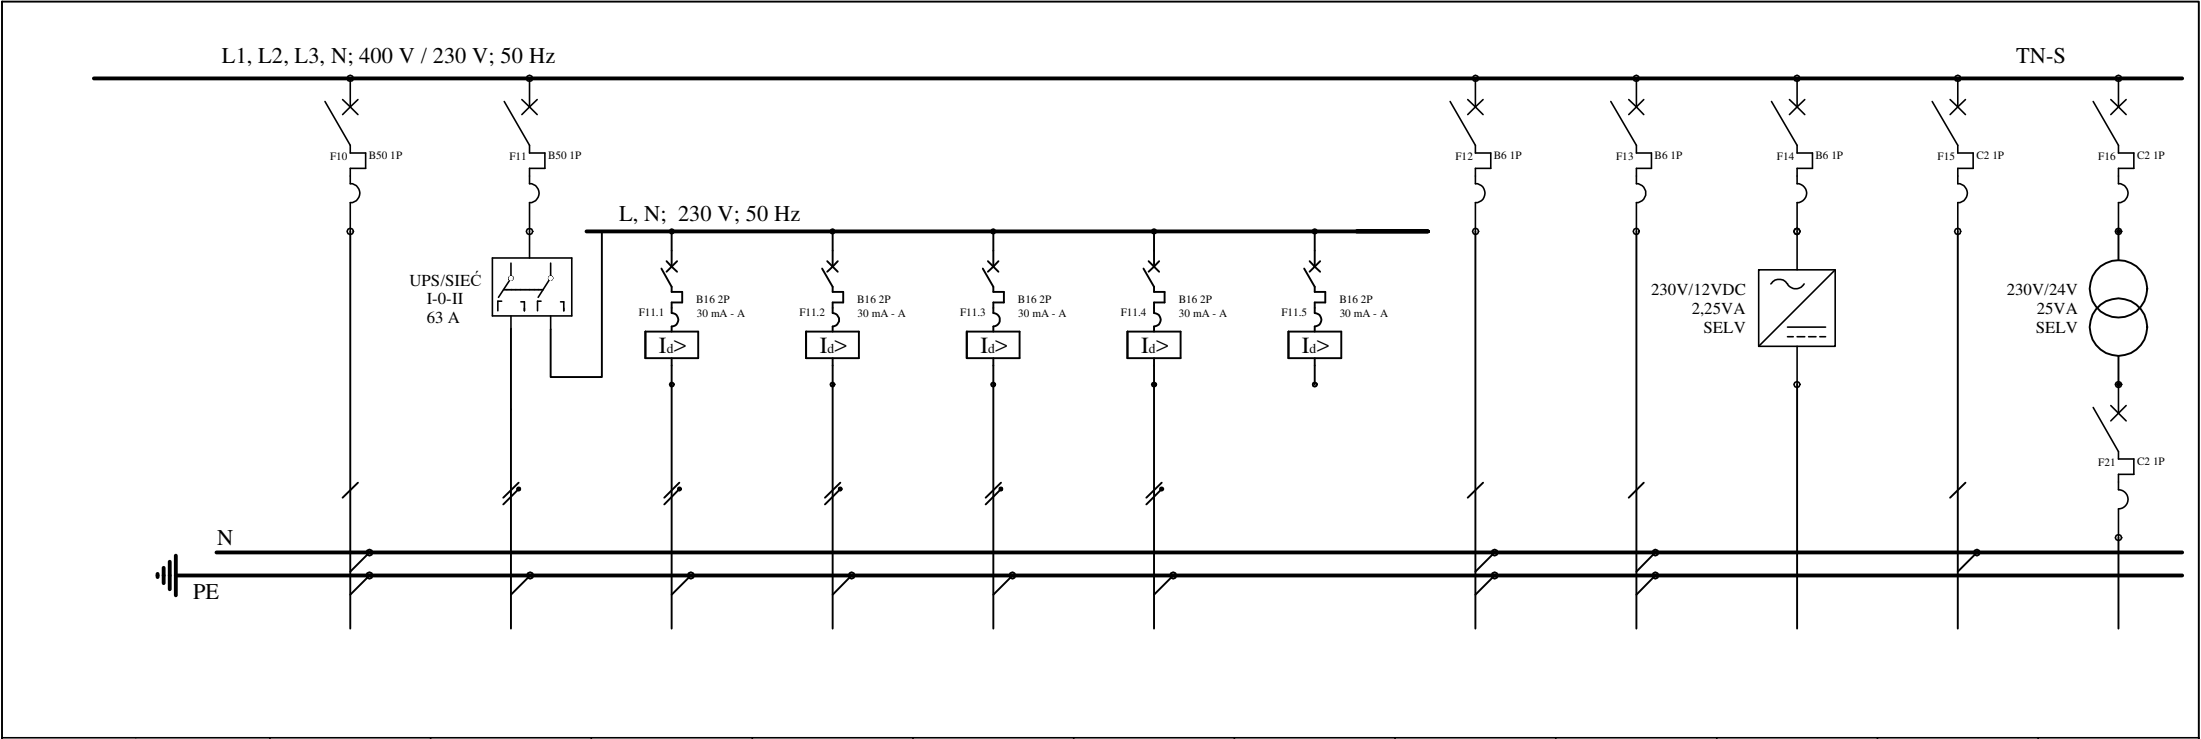 L1, L2, L3, N; 400 V / 230 V; 50 Hz
TN-S
F10 B50 1P
F11 B50 1P
F12 B6 1P
F13 B6 1P
F14 B6 1P
F15 C2 1P
F16 C2 1P
L, N; 230 V; 50 Hz
UPS/SIEĆ
I-0-II
63 A
B16 2P
F11.1 30 mA - A
Id>
B16 2P
F11.2 30 mA - A
Id>
B16 2P
F11.3 30 mA - A
Id>
B16 2P
F11.4 30 mA - A
Id>
B16 2P
F11.5 30 mA - A
Id>
230V/12VDC
2,25VA
SELV
230V/24V
25VA
SELV
F21 C2 1P
N
PE